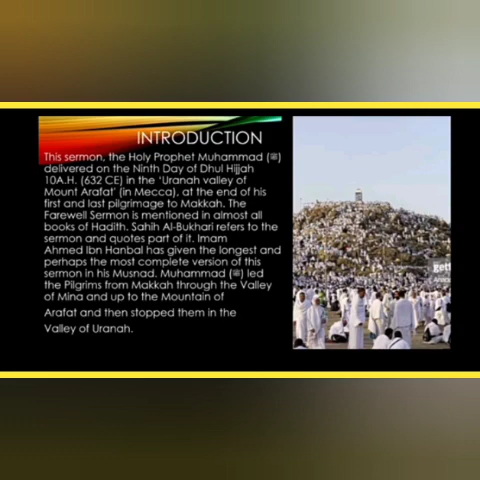 INTRODUCTION
This sermon, the Holy Prophet Muhammad (ﷺ)
delivered on the Ninth Day of Dhul Hijjah
10A.H. (632 CE) in the 'Uranah valley of
Mount Arafat' (in Mecca), at the end of his
first and last pilgrimage to Makkah. The
Farewell Sermon is mentioned in almost all
books of Hadith. Sahih Al-Bukhari refers to the
sermon and quotes part of it. Imam
Ahmed Ibn Hanbal has given the longest and
perhaps the most complete version of this
sermon in his Musnad. Muhammad (ﷺ) led
the Pilgrims from Makkah through the Valley
of Mina and up to the Mountain of
Arafat and then stopped them in the
Valley of Uranah.
gett